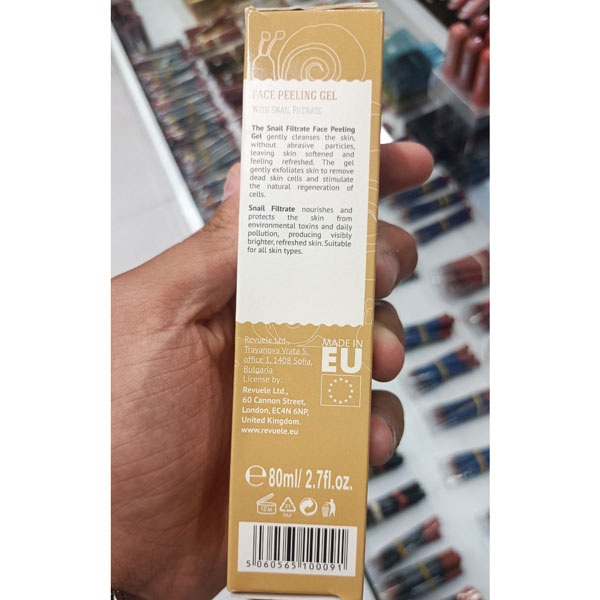 FACE PEELING GEL
WITH SNAIL FILTRATE
The Snail Filtrate Face Peeling
Gel gently cleanses the skin,
without abrasive particles,
leaving skin softened and
feeling refreshed. The gel
gently exfoliates skin to remove
dead skin cells and stimulate
the natural regeneration of
cells.
Snail Filtrate nourishes and
protects the skin from
environmental toxins and daily
pollution, producing visibly
brighter, refreshed skin. Suitable
for all skin types.
Revuele Ltd.,
Trayanova Vrata 5,
office 1, 1408 Sofia,
Bulgaria
License by:
Revuele Ltd.,
60 Cannon Street,
London, EC4N 6NP,
United Kingdom.
www.revuele.eu
MADE IN
EU
℮ 80ml/ 2.7fl.oz.
12 M
5 060565 100091